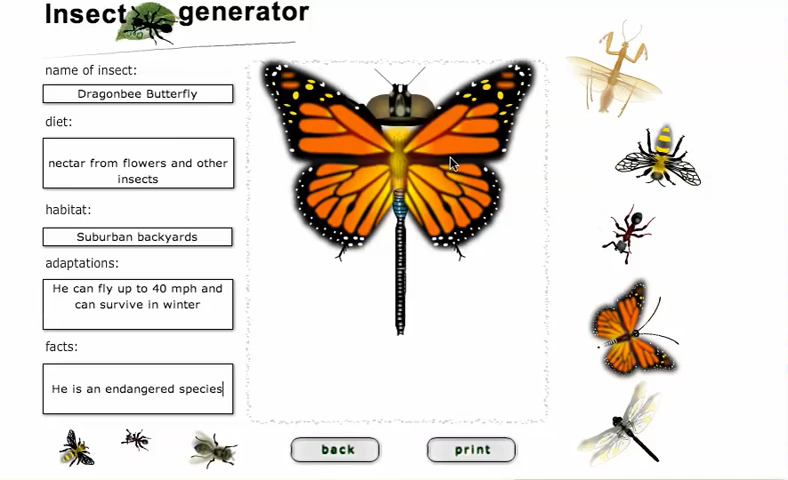 Insect generator
name of insect:
Dragonbee Butterfly
diet:
nectar from flowers and other
insects
habitat:
Suburban backyards
adaptations:
He can fly up to 40 mph and
can survive in winter
facts:
He is an endangered species
back
print